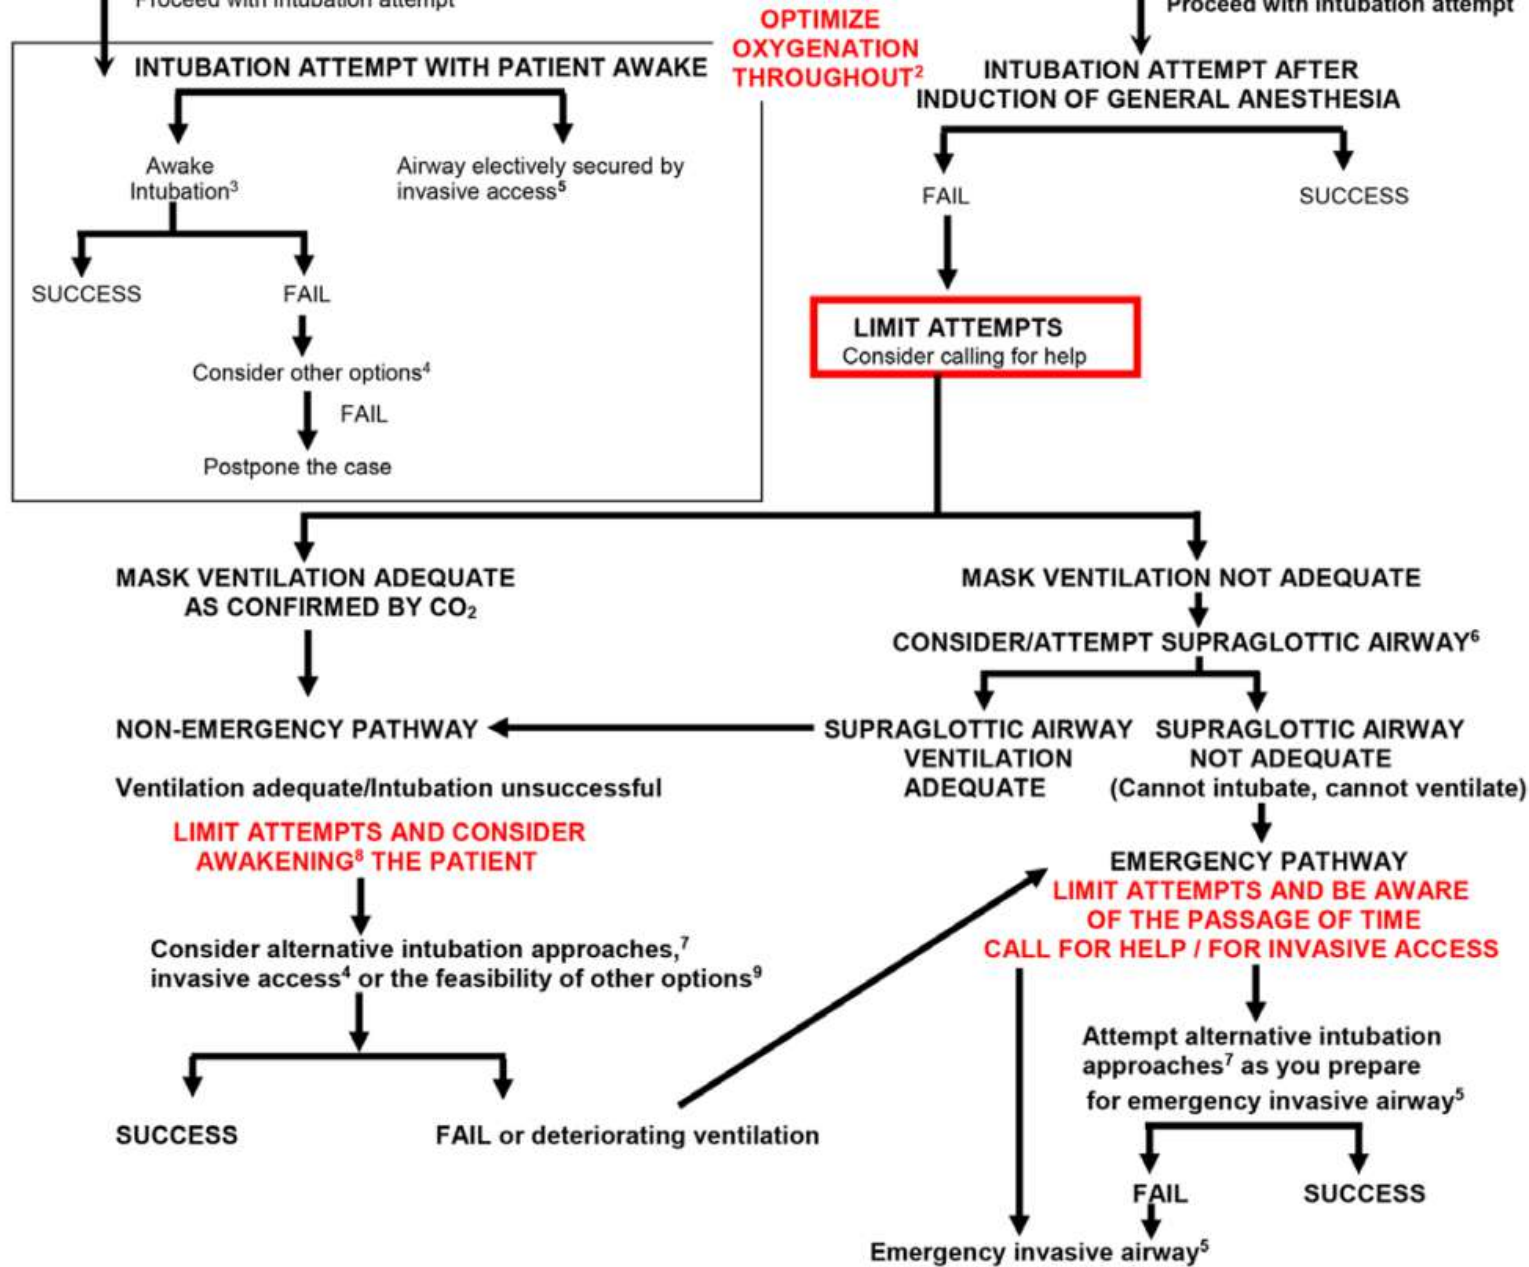 Proceed with intubation attempt
Proceed with intubation attempt
OPTIMIZE
OXYGENATION
THROUGHOUT²
INTUBATION ATTEMPT WITH PATIENT AWAKE
Awake
Intubation³
Airway electively secured by
invasive access⁵
SUCCESS
FAIL
Consider other options⁴
FAIL
Postpone the case
INTUBATION ATTEMPT AFTER
INDUCTION OF GENERAL ANESTHESIA
FAIL
SUCCESS
LIMIT ATTEMPTS
Consider calling for help
MASK VENTILATION ADEQUATE
AS CONFIRMED BY CO₂
MASK VENTILATION NOT ADEQUATE
CONSIDER/ATTEMPT SUPRAGLOTTIC AIRWAY⁶
NON-EMERGENCY PATHWAY
SUPRAGLOTTIC AIRWAY
VENTILATION
ADEQUATE
SUPRAGLOTTIC AIRWAY
NOT ADEQUATE
(Cannot intubate, cannot ventilate)
Ventilation adequate/Intubation unsuccessful
LIMIT ATTEMPTS AND CONSIDER
AWAKENING⁸ THE PATIENT
Consider alternative intubation approaches,⁷
invasive access⁴ or the feasibility of other options⁹
SUCCESS
FAIL or deteriorating ventilation
EMERGENCY PATHWAY
LIMIT ATTEMPTS AND BE AWARE
OF THE PASSAGE OF TIME
CALL FOR HELP / FOR INVASIVE ACCESS
Attempt alternative intubation
approaches⁷ as you prepare
for emergency invasive airway⁵
FAIL
SUCCESS
Emergency invasive airway⁵